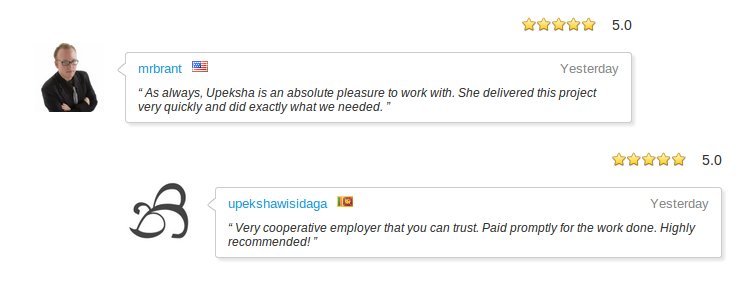 5.0
mrbrant
Yesterday
“ As always, Upeksha is an absolute pleasure to work with. She delivered this project
very quickly and did exactly what we needed. ”
5.0
upekshawisidaga
Yesterday
“ Very cooperative employer that you can trust. Paid promptly for the work done. Highly
recommended! ”